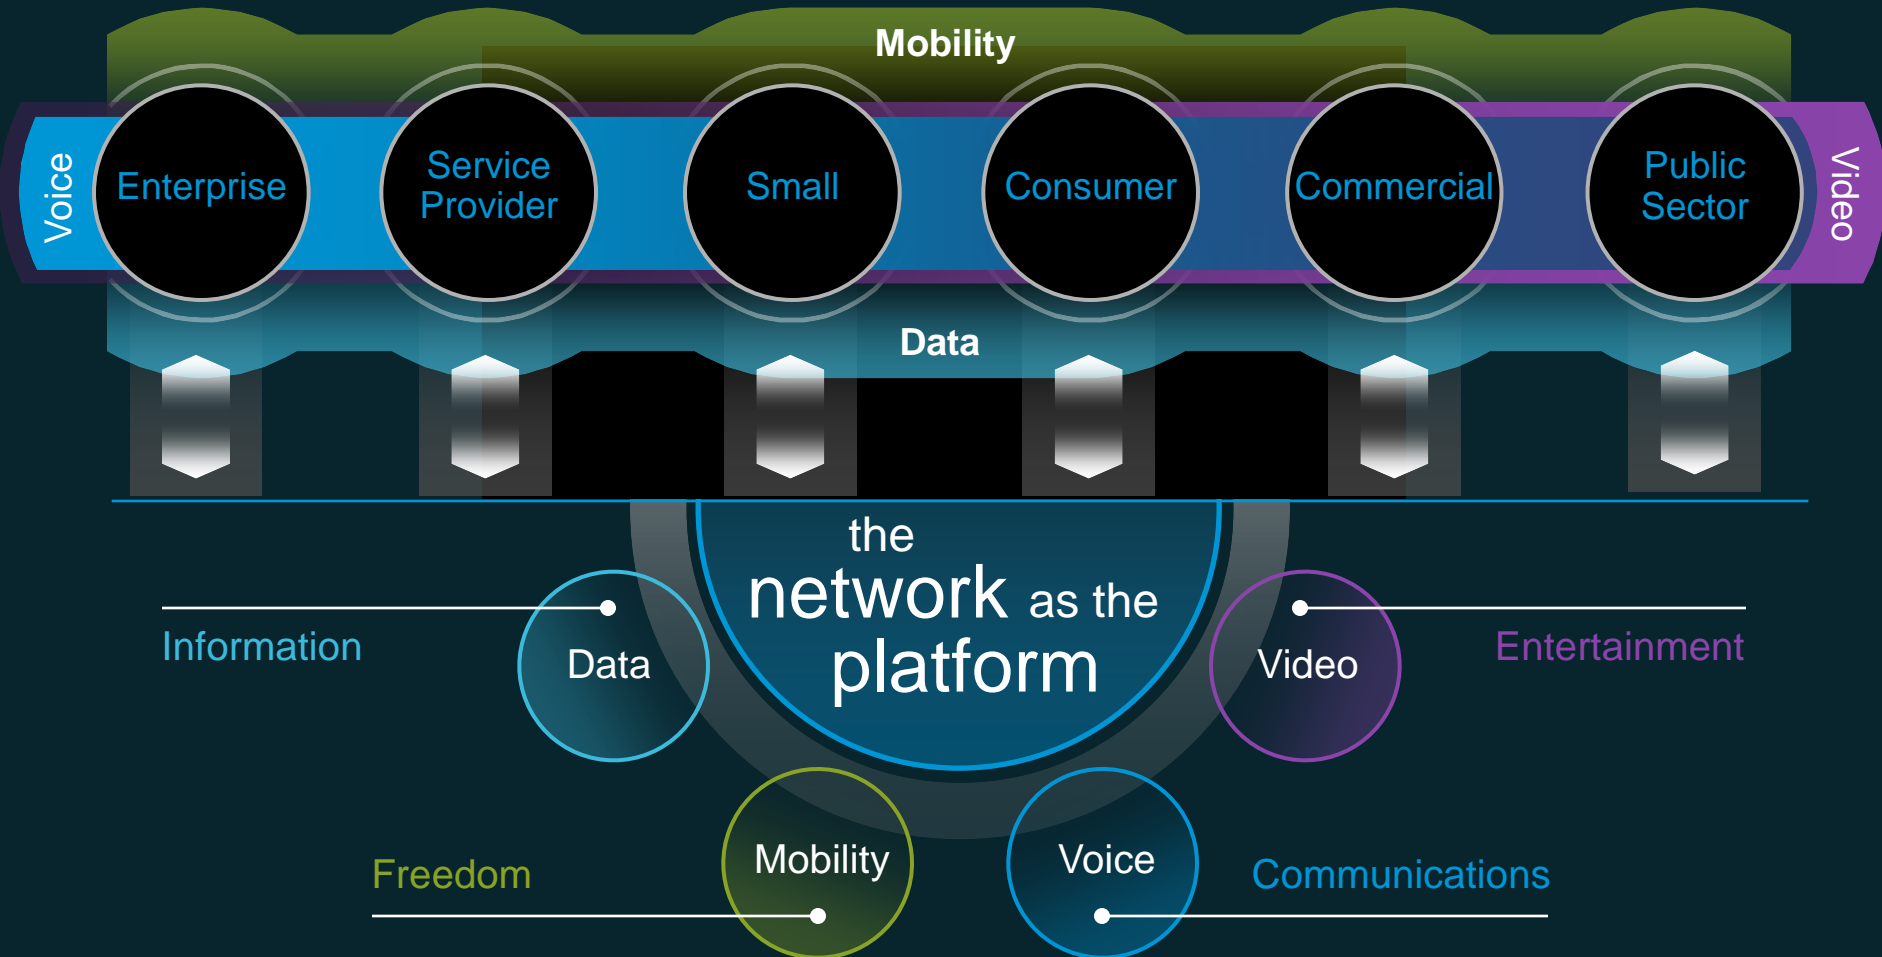 Mobility
Voice
Enterprise
Service
Provider
Small
Consumer
Commercial
Public
Sector
Video
Data
the
network as the
platform
Information
Data
Video
Entertainment
Freedom
Mobility
Voice
Communications